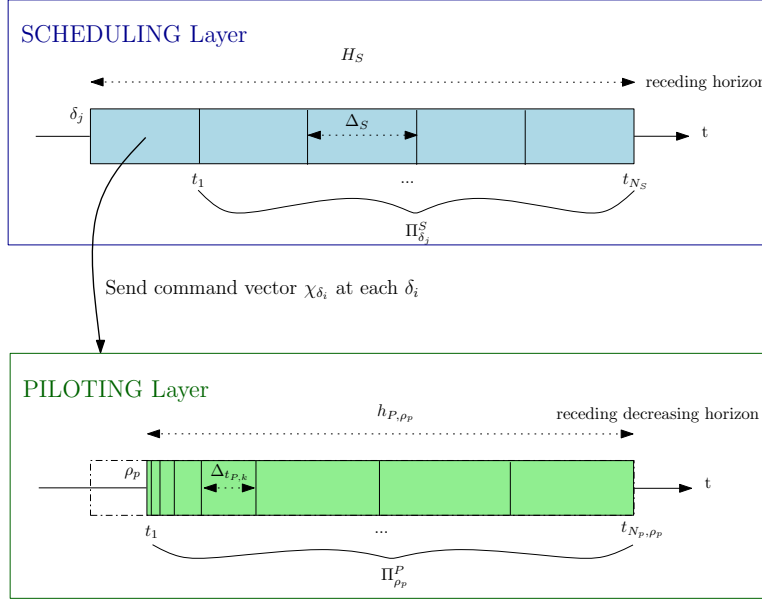 SCHEDULING Layer
H_S
receding horizon
δ_j
Δ_S
t
t_1
...
t_{N_S}
Π^S_{δ_j}
Send command vector χ_{δ_i} at each δ_i
PILOTING Layer
h_{P,ρ_p}
receding decreasing horizon
ρ_p
Δ_{t_{P,k}}
t
t_1
...
t_{N_p,ρ_p}
Π^P_{ρ_p}